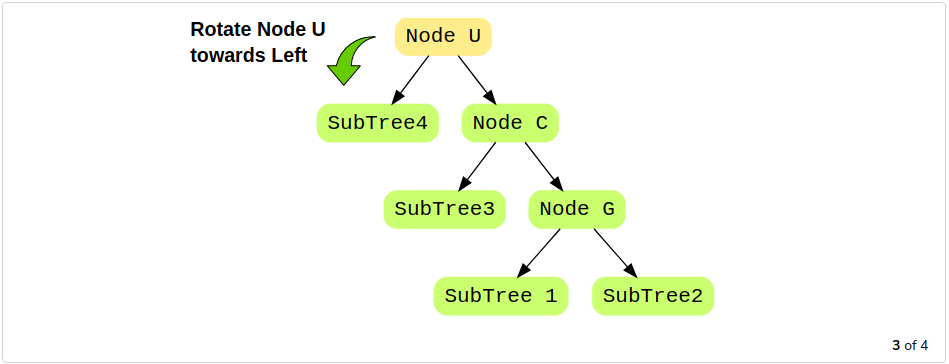 Rotate Node U
towards Left
Node U
SubTree4
Node C
SubTree3
Node G
SubTree 1
SubTree2
3 of 4